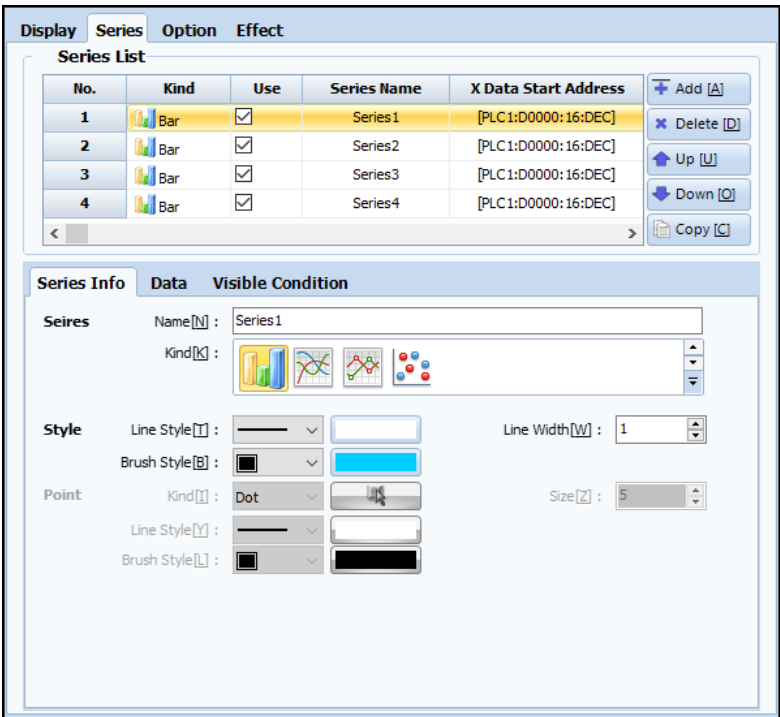 Display Series Option Effect
Series List
No. Kind Use Series Name X Data Start Address
1 Bar Series1 [PLC1:D0000:16:DEC]
2 Bar Series2 [PLC1:D0000:16:DEC]
3 Bar Series3 [PLC1:D0000:16:DEC]
4 Bar Series4 [PLC1:D0000:16:DEC]
Add [A]
Delete [D]
Up [U]
Down [O]
Copy [C]
Series Info Data Visible Condition
Seires Name[N] : Series1
Kind[K] :
Style Line Style[T] : Line Width[W] : 1
Brush Style[B] :
Point Kind[I] : Dot Size[Z] : 5
Line Style[Y] :
Brush Style[L] :